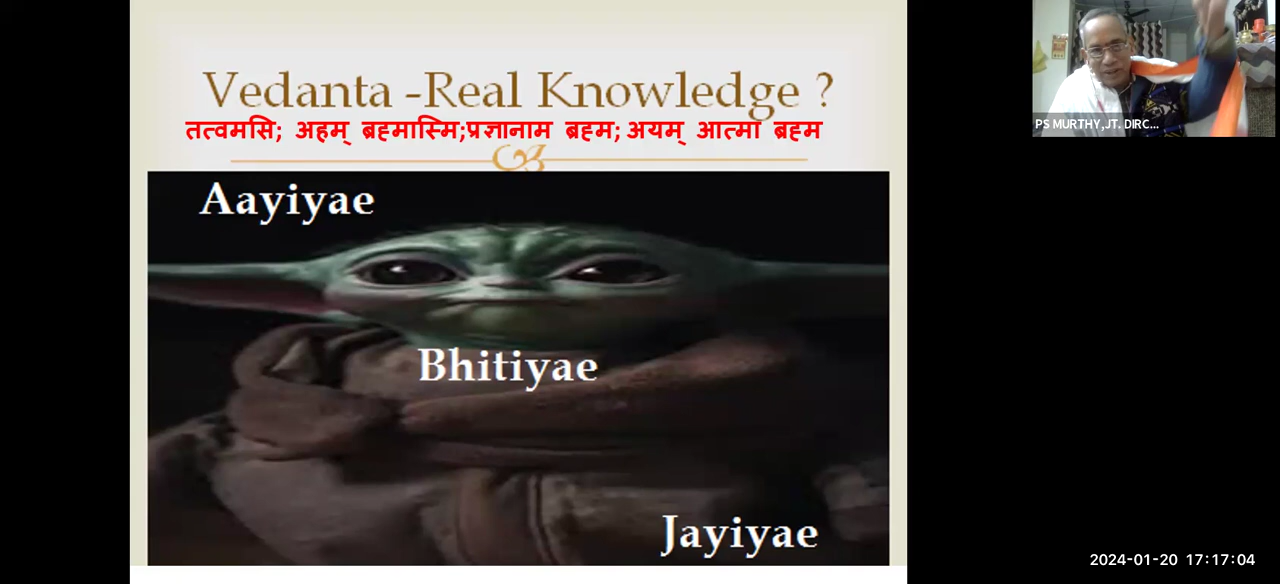 Vedanta -Real Knowledge ?
तत्वमसि; अहम् ब्रह्मास्मि;प्रज्ञानाम ब्रह्म; अयम् आत्मा ब्रह्म
Aayiyae
Bhitiyae
Jayiyae
PS MURTHY,JT. DIRC...
2024-01-20 17:17:04